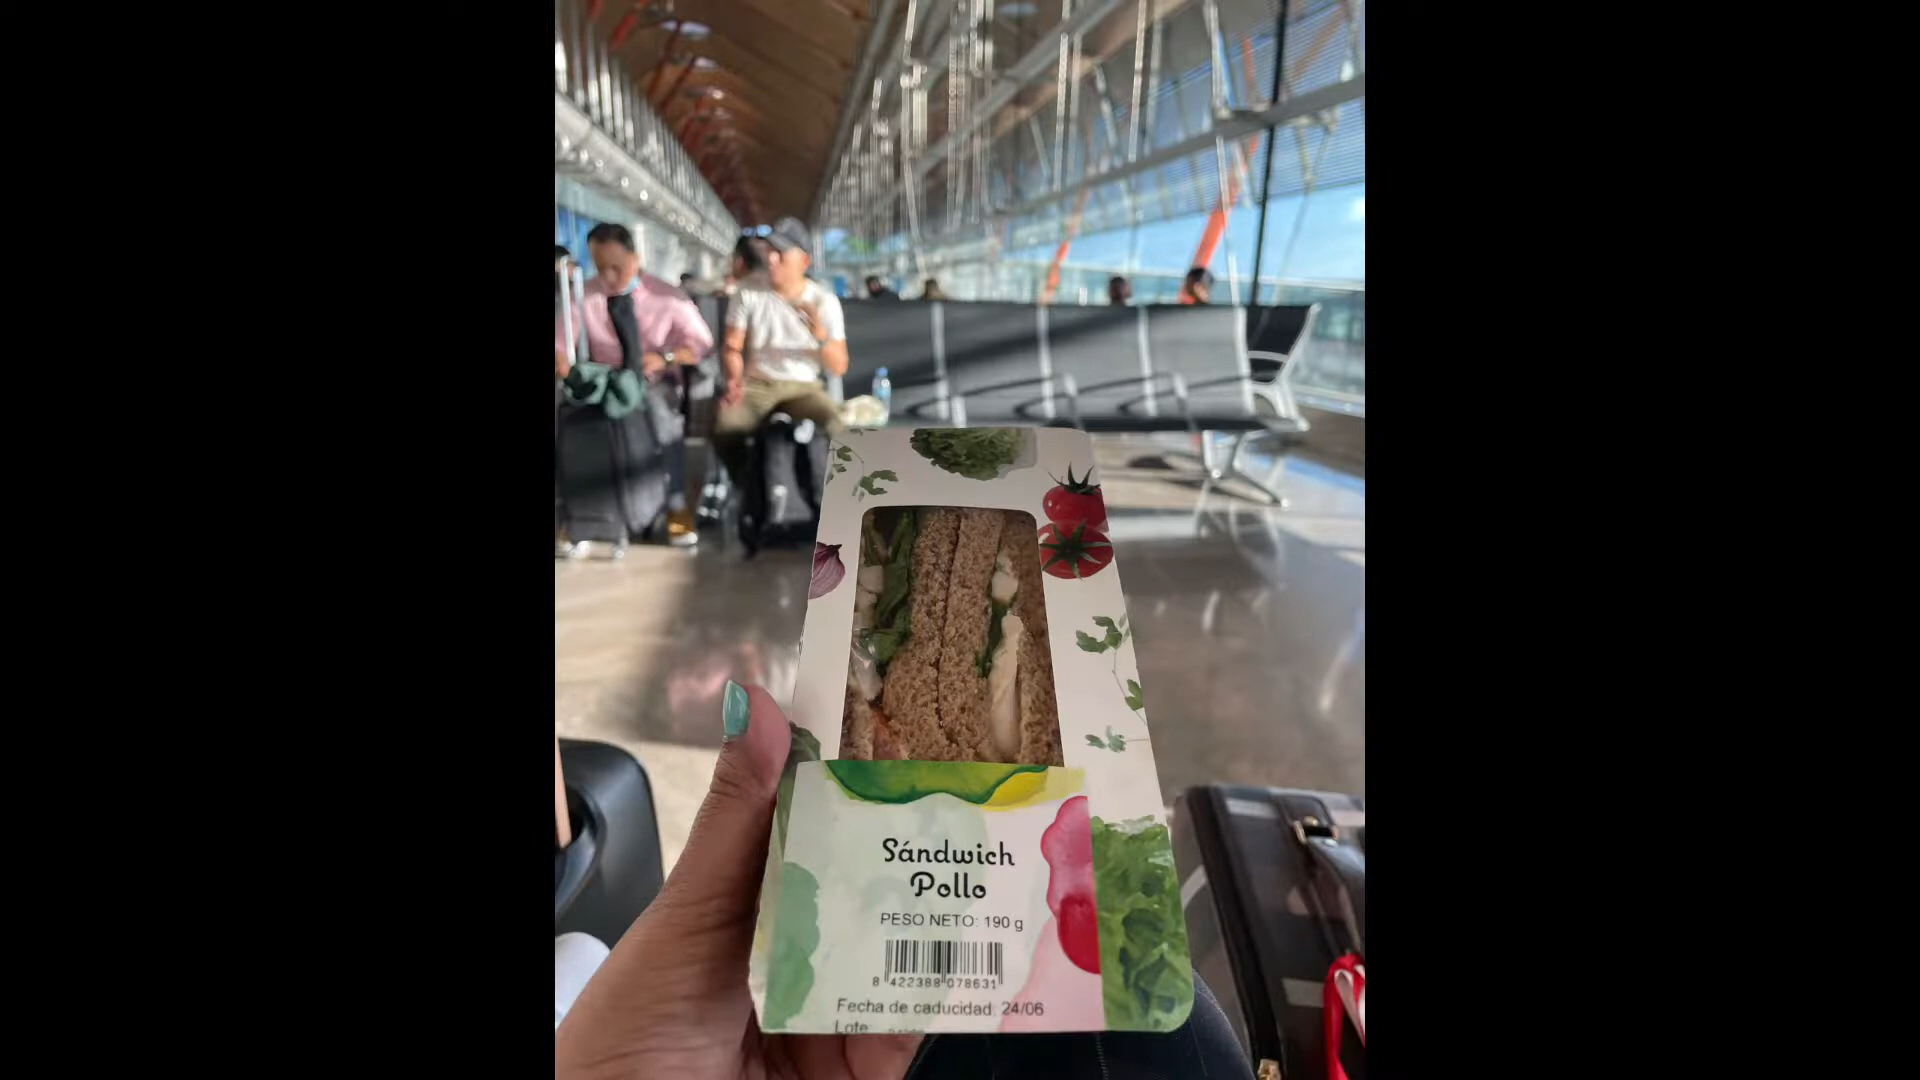 Sándwich
Pollo
PESO NETO: 190 g
8 422388 078631
Fecha de caducidad: 24/06
Lote: